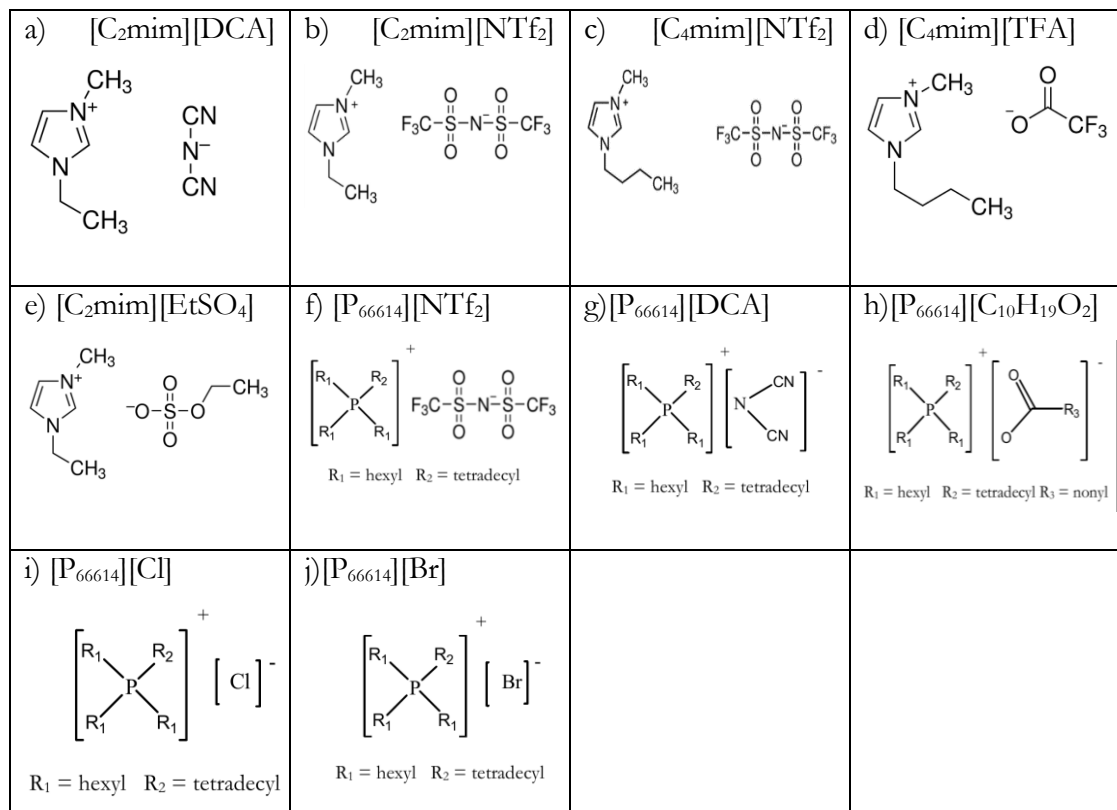 a) [C₂mim][DCA]
CH₃
N⁺
N
CH₃
CN
N⁻
CN
b) [C₂mim][NTf₂]
CH₃
N⁺
N
CH₃
O O
F₃C-S-N⁻-S-CF₃
O O
c) [C₄mim][NTf₂]
CH₃
N⁺
N
CH₃
O O
F₃C-S-N⁻-S-CF₃
O O
d) [C₄mim][TFA]
N⁺-CH₃
N
CH₃
O
⁻O CF₃
e) [C₂mim][EtSO₄]
CH₃
N⁺
N
CH₃
O CH₃
⁻O-S-O
O
f) [P₆₆₆₁₄][NTf₂]
+
R₁ R₂
P
R₁ R₁
O O
F₃C-S-N⁻-S-CF₃
O O
R₁ = hexyl R₂ = tetradecyl
g)[P₆₆₆₁₄][DCA]
+ -
R₁ R₂
P
R₁ R₁
CN
N
CN
R₁ = hexyl R₂ = tetradecyl
h)[P₆₆₆₁₄][C₁₀H₁₉O₂]
+ -
R₁ R₂
P
R₁ R₁
O
R₃
O
R₁ = hexyl R₂ = tetradecyl R₃ = nonyl
i) [P₆₆₆₁₄][Cl]
+
R₁ R₂
P [Cl]⁻
R₁ R₁
R₁ = hexyl R₂ = tetradecyl
j)[P₆₆₆₁₄][Br]
+
R₁ R₂
P [Br]⁻
R₁ R₁
R₁ = hexyl R₂ = tetradecyl